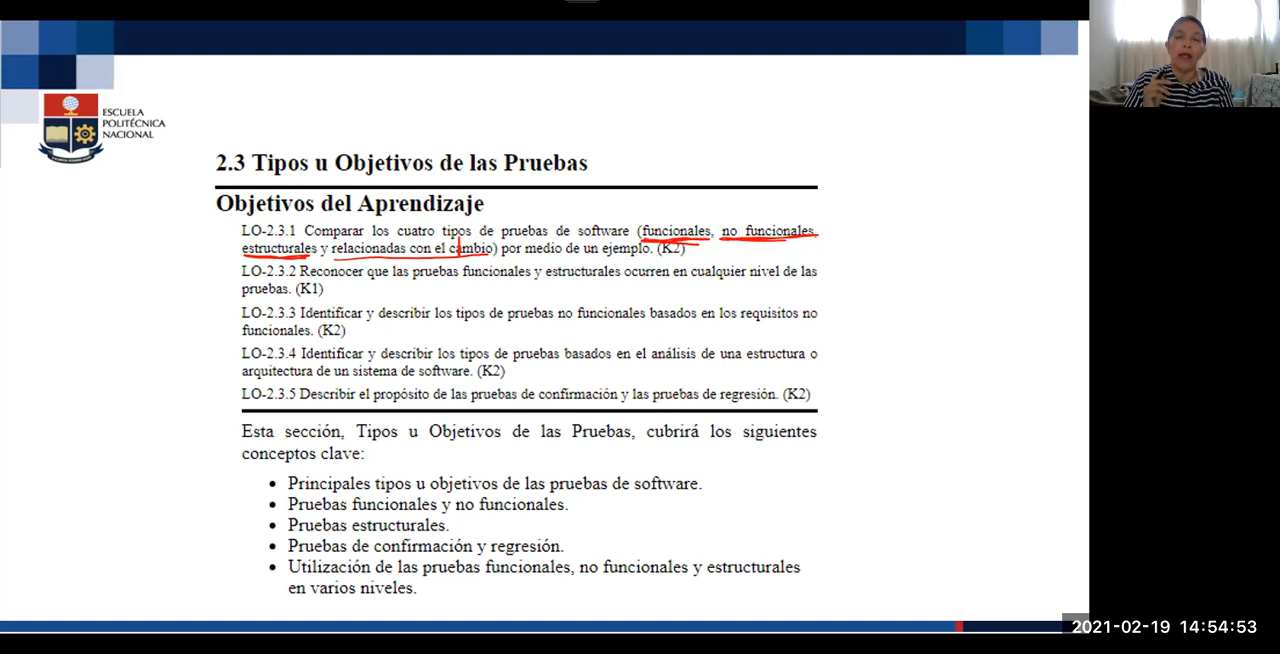 ESCUELA
POLITÉCNICA
NACIONAL
2.3 Tipos u Objetivos de las Pruebas
Objetivos del Aprendizaje
LO-2.3.1 Comparar los cuatro tipos de pruebas de software (funcionales, no funcionales,
estructurales y relacionadas con el cambio) por medio de un ejemplo. (K2)
LO-2.3.2 Reconocer que las pruebas funcionales y estructurales ocurren en cualquier nivel de las
pruebas. (K1)
LO-2.3.3 Identificar y describir los tipos de pruebas no funcionales basados en los requisitos no
funcionales. (K2)
LO-2.3.4 Identificar y describir los tipos de pruebas basados en el análisis de una estructura o
arquitectura de un sistema de software. (K2)
LO-2.3.5 Describir el propósito de las pruebas de confirmación y las pruebas de regresión. (K2)
Esta sección, Tipos u Objetivos de las Pruebas, cubrirá los siguientes
conceptos clave:
• Principales tipos u objetivos de las pruebas de software.
• Pruebas funcionales y no funcionales.
• Pruebas estructurales.
• Pruebas de confirmación y regresión.
• Utilización de las pruebas funcionales, no funcionales y estructurales
en varios niveles.
2021-02-19 14:54:53